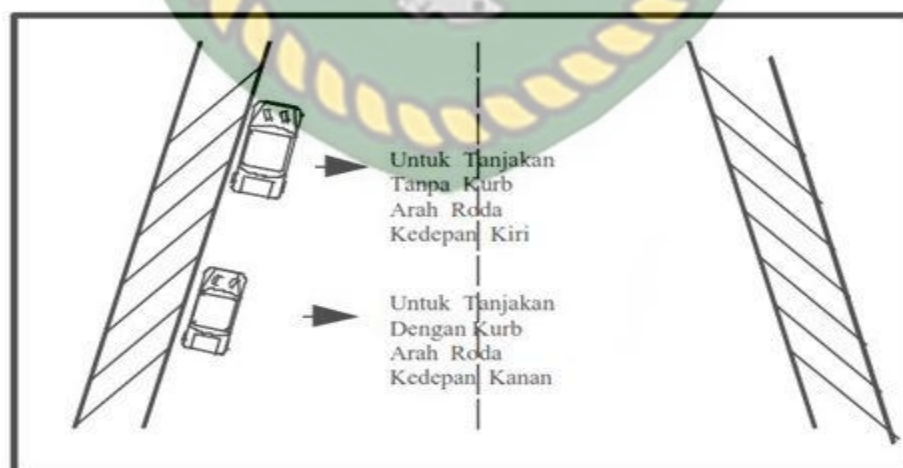 Untuk Tanjakan
Tanpa Kurb
Arah Roda
Kedepan Kiri
Untuk Tanjakan
Dengan Kurb
Arah Roda
Kedepan Kanan